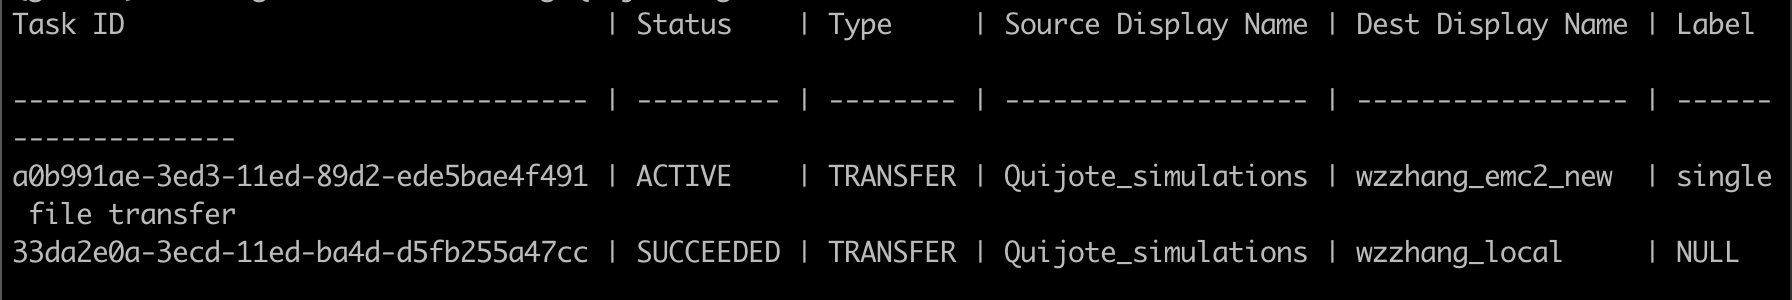 Task ID                              | Status    | Type     | Source Display Name | Dest Display Name | Label
------------------------------------ | --------- | -------- | ------------------- | ----------------- | ------
--------------
a0b991ae-3ed3-11ed-89d2-ede5bae4f491 | ACTIVE    | TRANSFER | Quijote_simulations | wzzhang_emc2_new  | single
 file transfer
33da2e0a-3ecd-11ed-ba4d-d5fb255a47cc | SUCCEEDED | TRANSFER | Quijote_simulations | wzzhang_local     | NULL